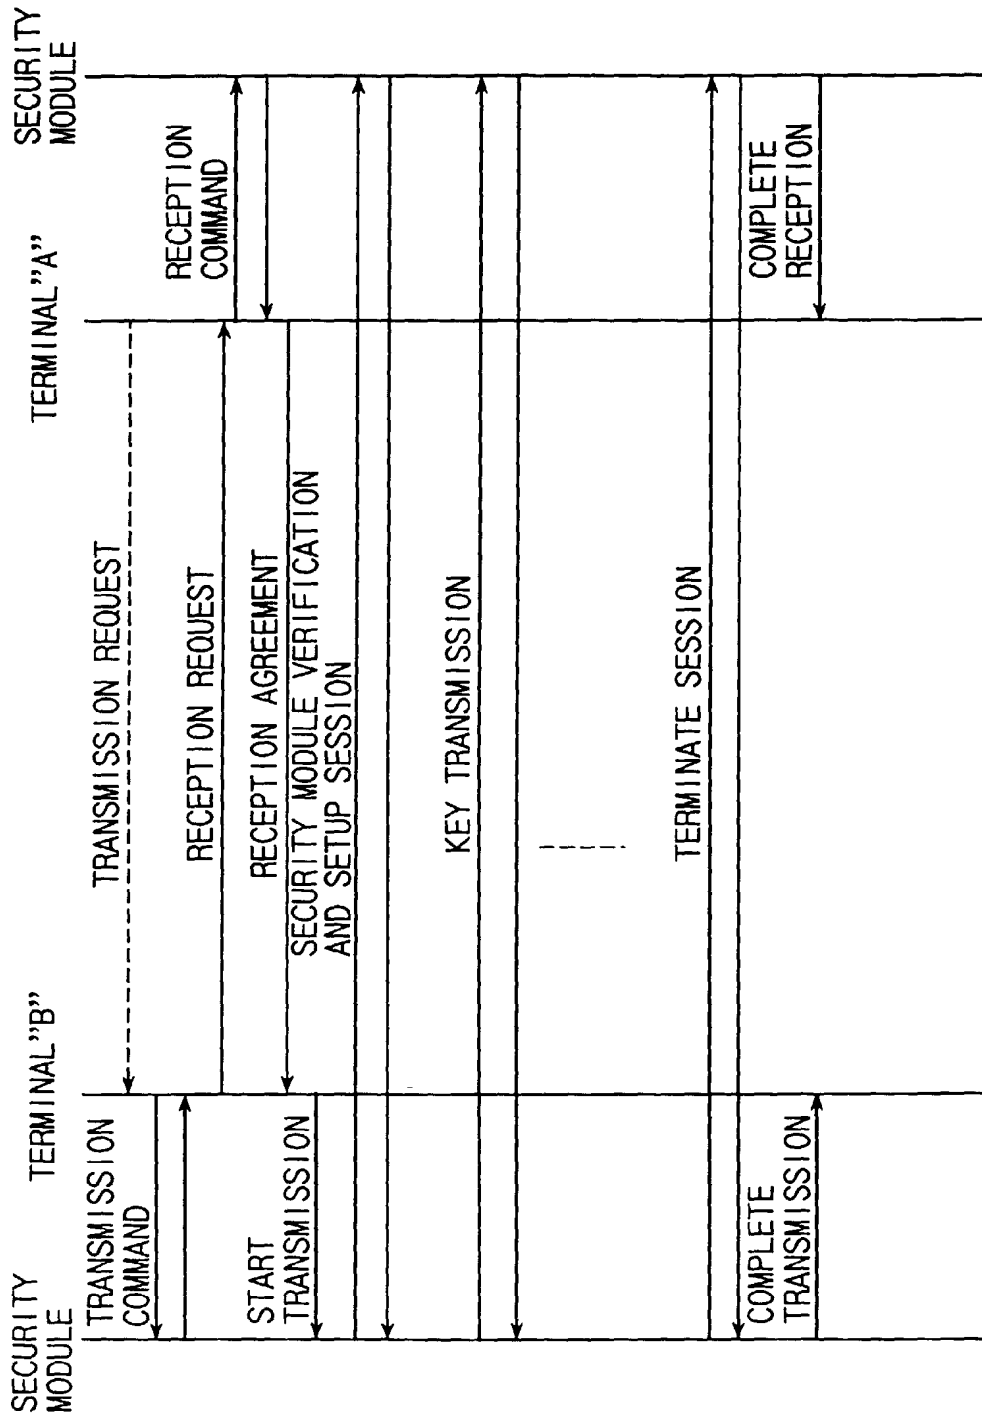 SECURITY
MODULE
TERMINAL"B"
TERMINAL"A"
SECURITY
MODULE
TRANSMISSION
COMMAND
TRANSMISSION REQUEST
RECEPTION REQUEST
RECEPTION
COMMAND
RECEPTION AGREEMENT
START
TRANSMISSION
SECURITY MODULE VERIFICATION
AND SETUP SESSION
KEY TRANSMISSION
TERMINATE SESSION
COMPLETE
TRANSMISSION
COMPLETE
RECEPTION